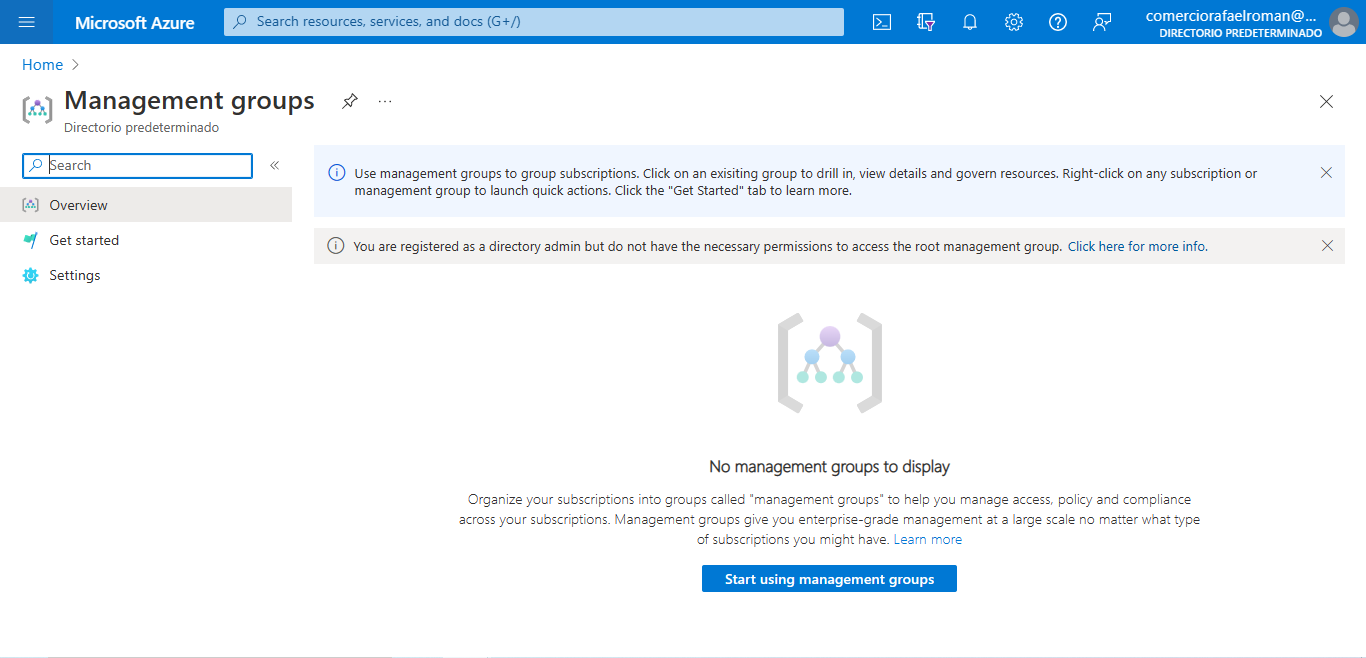 Microsoft Azure
Search resources, services, and docs (G+/)
comerciorafaelroman@...
DIRECTORIO PREDETERMINADO
Home
Management groups
Directorio predeterminado
Search
Overview
Get started
Settings
Use management groups to group subscriptions. Click on an exisiting group to drill in, view details and govern resources. Right-click on any subscription or
management group to launch quick actions. Click the "Get Started" tab to learn more.
You are registered as a directory admin but do not have the necessary permissions to access the root management group. Click here for more info.
No management groups to display
Organize your subscriptions into groups called "management groups" to help you manage access, policy and compliance
across your subscriptions. Management groups give you enterprise-grade management at a large scale no matter what type
of subscriptions you might have. Learn more
Start using management groups